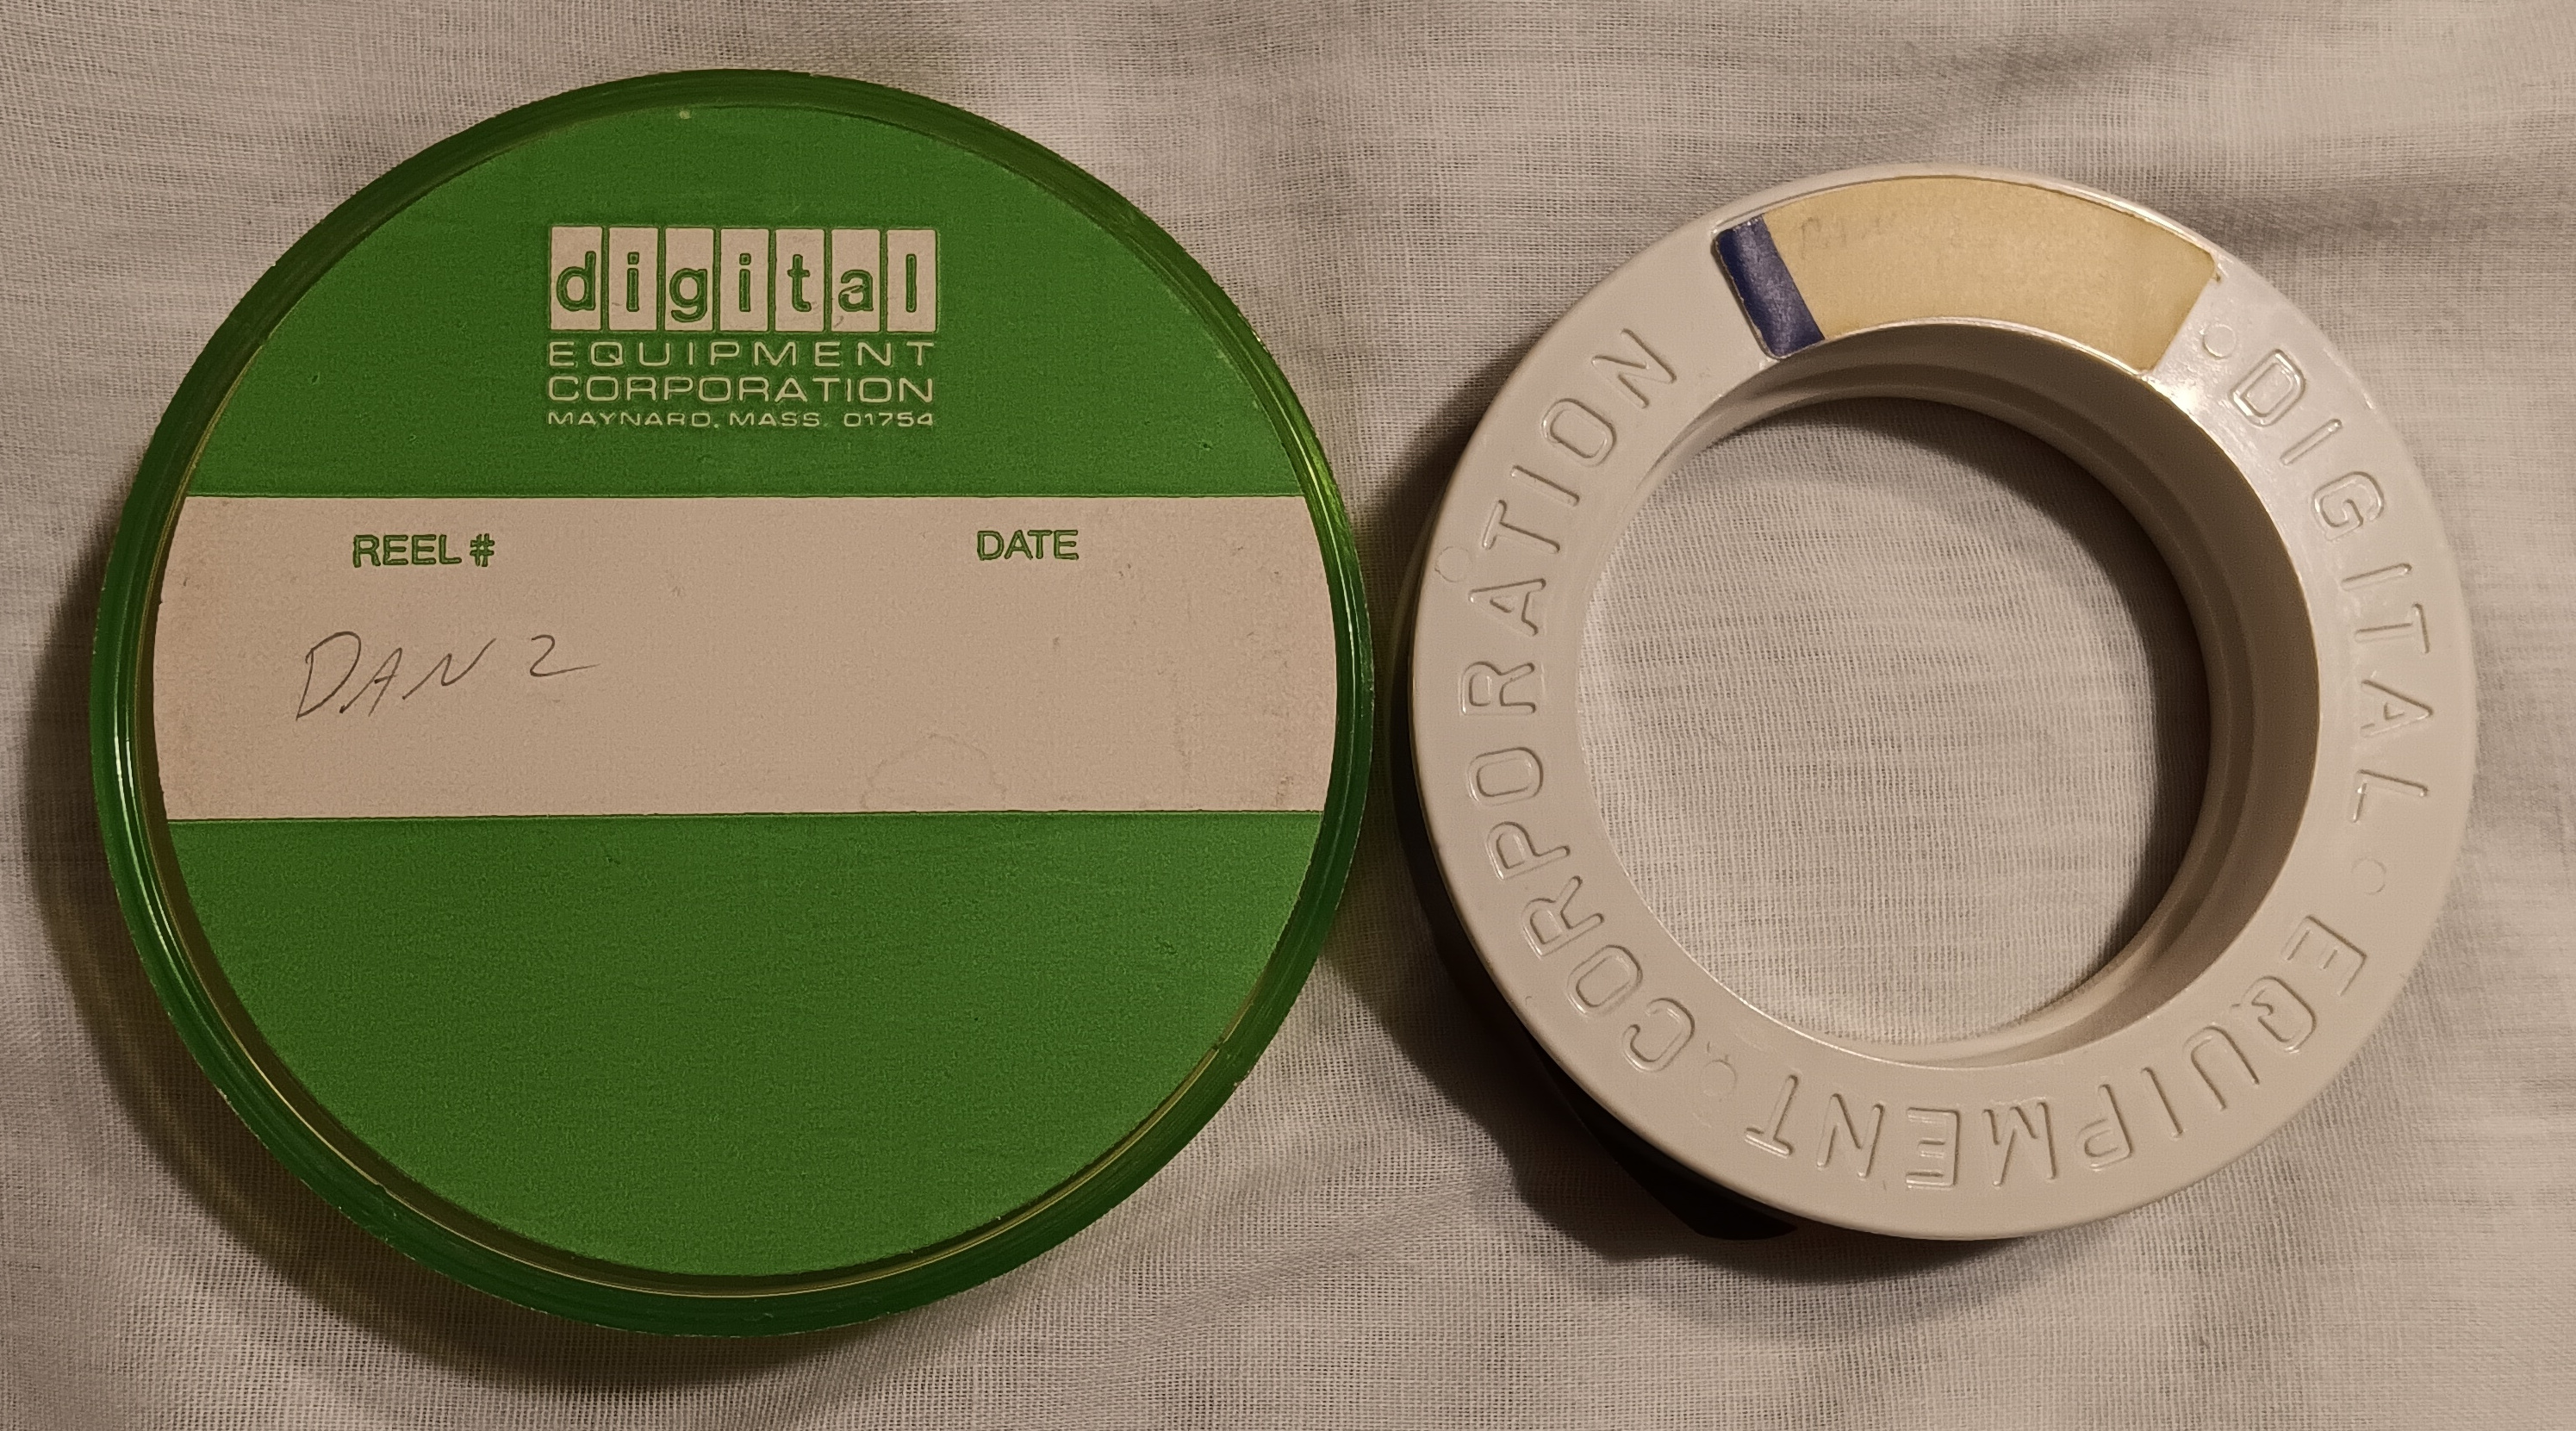 digital
EQUIPMENT
CORPORATION
MAYNARD, MASS. 01754
REEL # DATE
DAN 2
DIGITAL · EQUIPMENT · CORPORATION